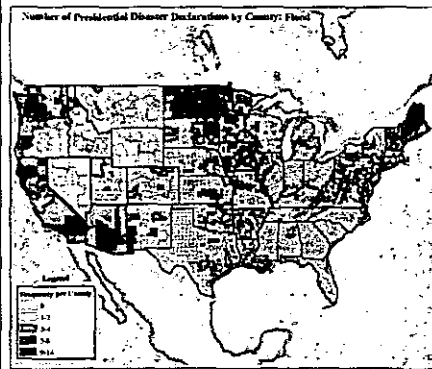 Number of Presidential Disaster Declarations by County: Flood
Legend
Frequency per County
0
1-2
3-4
5-8
9-14